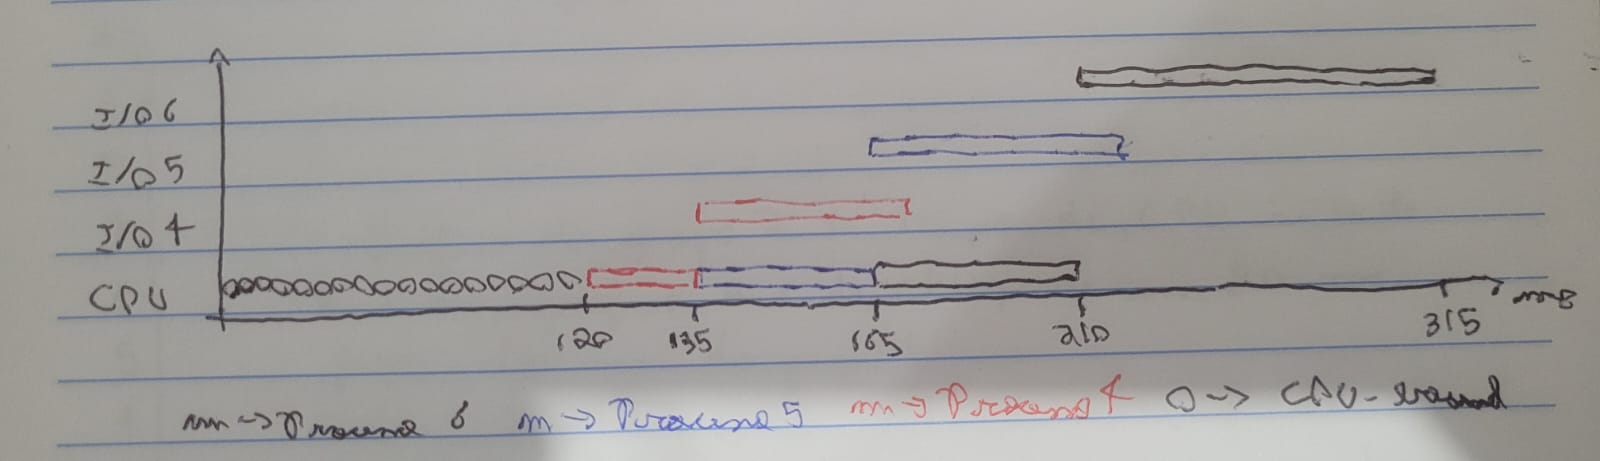 I/O 6
I/O 5
I/O 4
CPU
120 135 165 210 315 ms
m -> Process 6 m -> Process 5 m -> Process 4 O -> CPU-bound